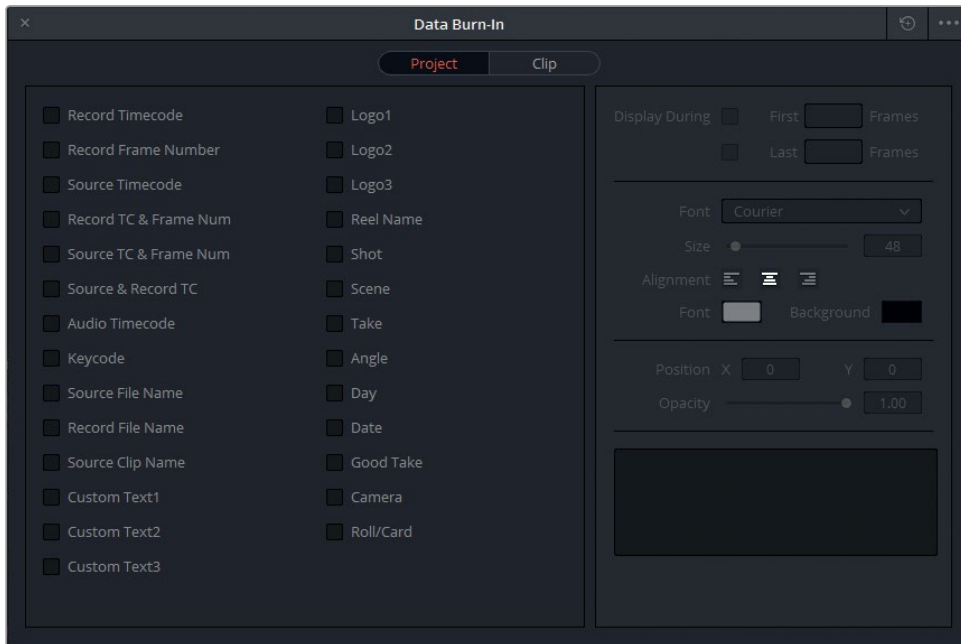 Data Burn-In
Project Clip
Record Timecode
Record Frame Number
Source Timecode
Record TC & Frame Num
Source TC & Frame Num
Source & Record TC
Audio Timecode
Keycode
Source File Name
Record File Name
Source Clip Name
Custom Text1
Custom Text2
Custom Text3
Logo1
Logo2
Logo3
Reel Name
Shot
Scene
Take
Angle
Day
Date
Good Take
Camera
Roll/Card
Display During First Frames
Last Frames
Font Courier
Size 48
Alignment
Font Background
Position X 0 Y 0
Opacity 1.00